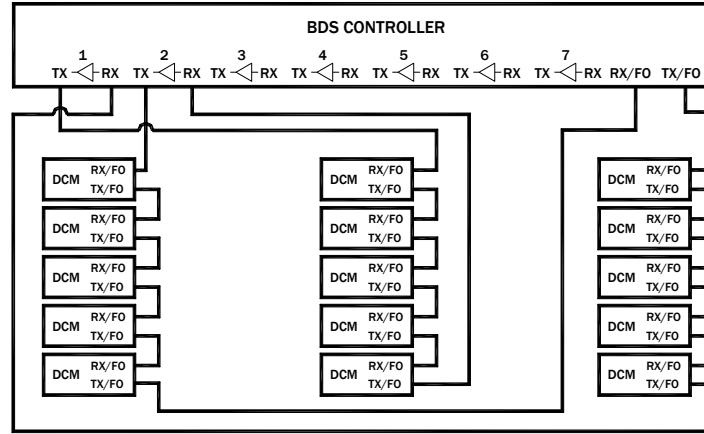 BDS CONTROLLER
1 2 3 4 5 6 7
TX RX TX RX TX RX TX RX TX RX TX RX TX RX RX/FO TX/FO
DCM RX/FO TX/FO DCM RX/FO TX/FO DCM RX/FO TX/FO
DCM RX/FO TX/FO DCM RX/FO TX/FO DCM RX/FO TX/FO
DCM RX/FO TX/FO DCM RX/FO TX/FO DCM RX/FO TX/FO
DCM RX/FO TX/FO DCM RX/FO TX/FO DCM RX/FO TX/FO
DCM RX/FO TX/FO DCM RX/FO TX/FO DCM RX/FO TX/FO